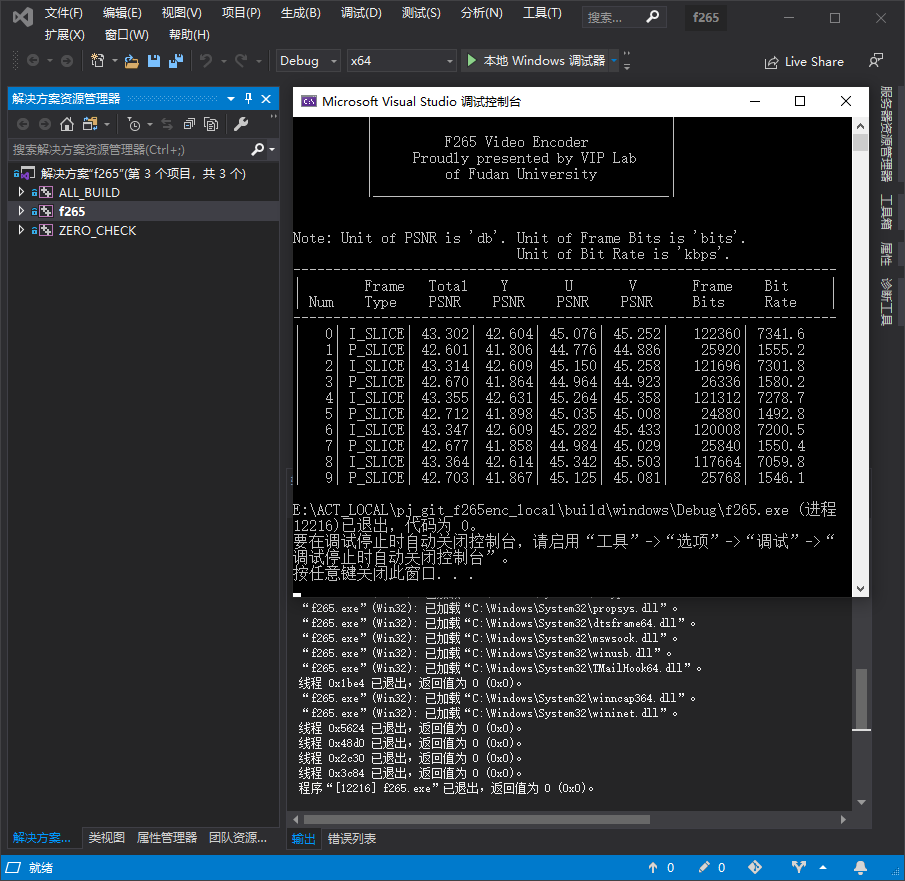 文件(F) 编辑(E) 视图(V) 项目(P) 生成(B) 调试(D) 测试(S) 分析(N) 工具(T) 搜索... f265
扩展(X) 窗口(W) 帮助(H)
Debug x64 本地 Windows 调试器 Live Share
解决方案资源管理器
搜索解决方案资源管理器(Ctrl+;)
解决方案"f265"(第 3 个项目，共 3 个)
ALL_BUILD
f265
ZERO_CHECK
Microsoft Visual Studio 调试控制台
F265 Video Encoder
Proudly presented by VIP Lab
of Fudan University
Note: Unit of PSNR is 'db'. Unit of Frame Bits is 'bits'.
Unit of Bit Rate is 'kbps'.
Frame Total Y U V Frame Bit
Num Type PSNR PSNR PSNR PSNR Bits Rate
0| I_SLICE| 43.302| 42.604| 45.076| 45.252| 122360| 7341.6
1| P_SLICE| 42.601| 41.806| 44.776| 44.886| 25920| 1555.2
2| I_SLICE| 43.314| 42.609| 45.150| 45.258| 121696| 7301.8
3| P_SLICE| 42.670| 41.864| 44.964| 44.923| 26336| 1580.2
4| I_SLICE| 43.355| 42.631| 45.264| 45.358| 121312| 7278.7
5| P_SLICE| 42.712| 41.898| 45.035| 45.008| 24880| 1492.8
6| I_SLICE| 43.347| 42.609| 45.282| 45.433| 120008| 7200.5
7| P_SLICE| 42.677| 41.858| 44.984| 45.029| 25840| 1550.4
8| I_SLICE| 43.364| 42.614| 45.342| 45.503| 117664| 7059.8
9| P_SLICE| 42.703| 41.867| 45.125| 45.081| 25768| 1546.1
E:\ACT_LOCAL\pj_git_f265enc_local\build\windows\Debug\f265.exe (进程
12216)已退出，代码为 0。
要在调试停止时自动关闭控制台，请启用“工具”->“选项”->“调试”->“
调试停止时自动关闭控制台”。
按任意键关闭此窗口. . .
“f265.exe”(Win32): 已加载“C:\Windows\System32\propsys.dll”。
“f265.exe”(Win32): 已加载“C:\Windows\System32\dtsframe64.dll”。
“f265.exe”(Win32): 已加载“C:\Windows\System32\mswsock.dll”。
“f265.exe”(Win32): 已加载“C:\Windows\System32\winusb.dll”。
“f265.exe”(Win32): 已加载“C:\Windows\System32\TMailHook64.dll”。
线程 0x1be4 已退出，返回值为 0 (0x0)。
“f265.exe”(Win32): 已加载“C:\Windows\System32\winncap364.dll”。
“f265.exe”(Win32): 已加载“C:\Windows\System32\wininet.dll”。
线程 0x5624 已退出，返回值为 0 (0x0)。
线程 0x48d0 已退出，返回值为 0 (0x0)。
线程 0x2c30 已退出，返回值为 0 (0x0)。
线程 0x3c84 已退出，返回值为 0 (0x0)。
程序“[12216] f265.exe”已退出，返回值为 0 (0x0)。
服务器资源管理器
工具箱
属性
诊断工具
解决方案... 类视图 属性管理器 团队资源... 输出 错误列表
就绪 0 0